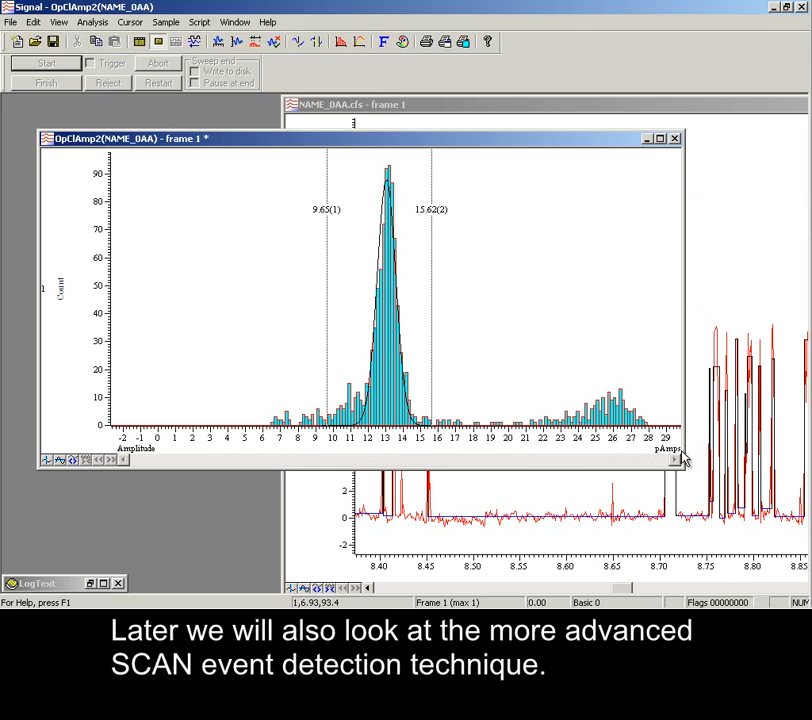 Signal - OpClAmp2(NAME_0AA)
File Edit View Analysis Cursor Sample Script Window Help
Start Trigger Abort
Sweep end
Write to disk
Finish Reject Restart
Pause at end
NAME_0AA.cfs - frame 1
OpClAmp2(NAME_0AA) - frame 1 *
90
80
70
60
50
40
30
20
10
0
Count
1
9.65(1) 15.62(2)
-2 -1 0 1 2 3 4 5 6 7 8 9 10 11 12 13 14 15 16 17 18 19 20 21 22 23 24 25 26 27 28 29
Amplitude pAmps
2
0
-2
8.40 8.45 8.50 8.55 8.60 8.65 8.70 8.75 8.80 8.85
LogText
For Help, press F1 1,6.93,93.4 Frame 1 (max 1) 0.00 Basic 0 Flags 00000000 NUM
Later we will also look at the more advanced
SCAN event detection technique.